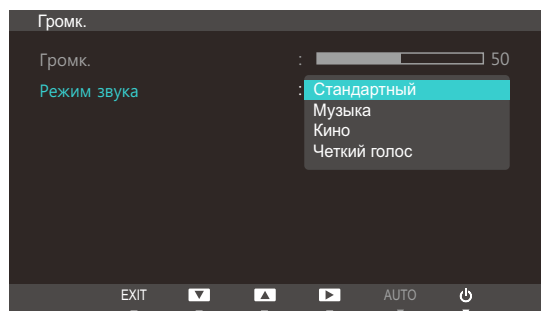 Громк.
Громк. : 50
Режим звука : Стандартный
Музыка
Кино
Четкий голос
EXIT AUTO